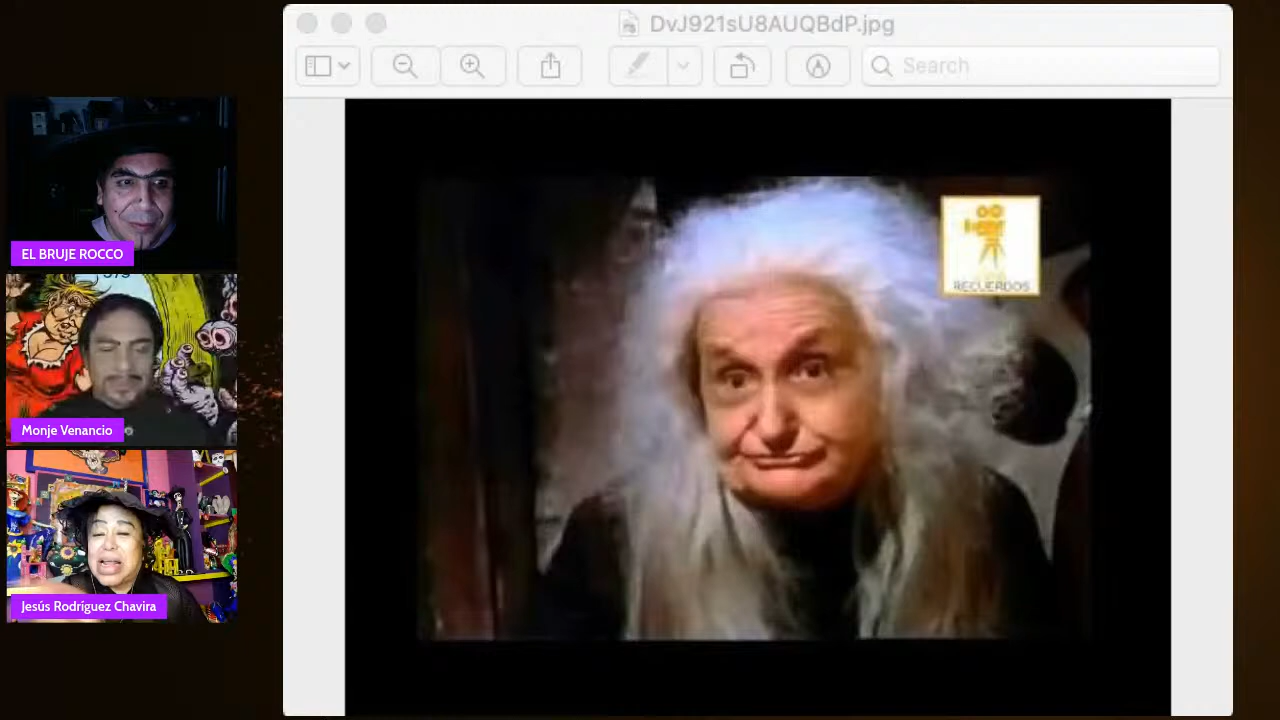 DvJ921sU8AUQBdP.jpg
Search
EL BRUJE ROCCO
Monje Venancio
Jesús Rodríguez Chavira
RECUERDOS